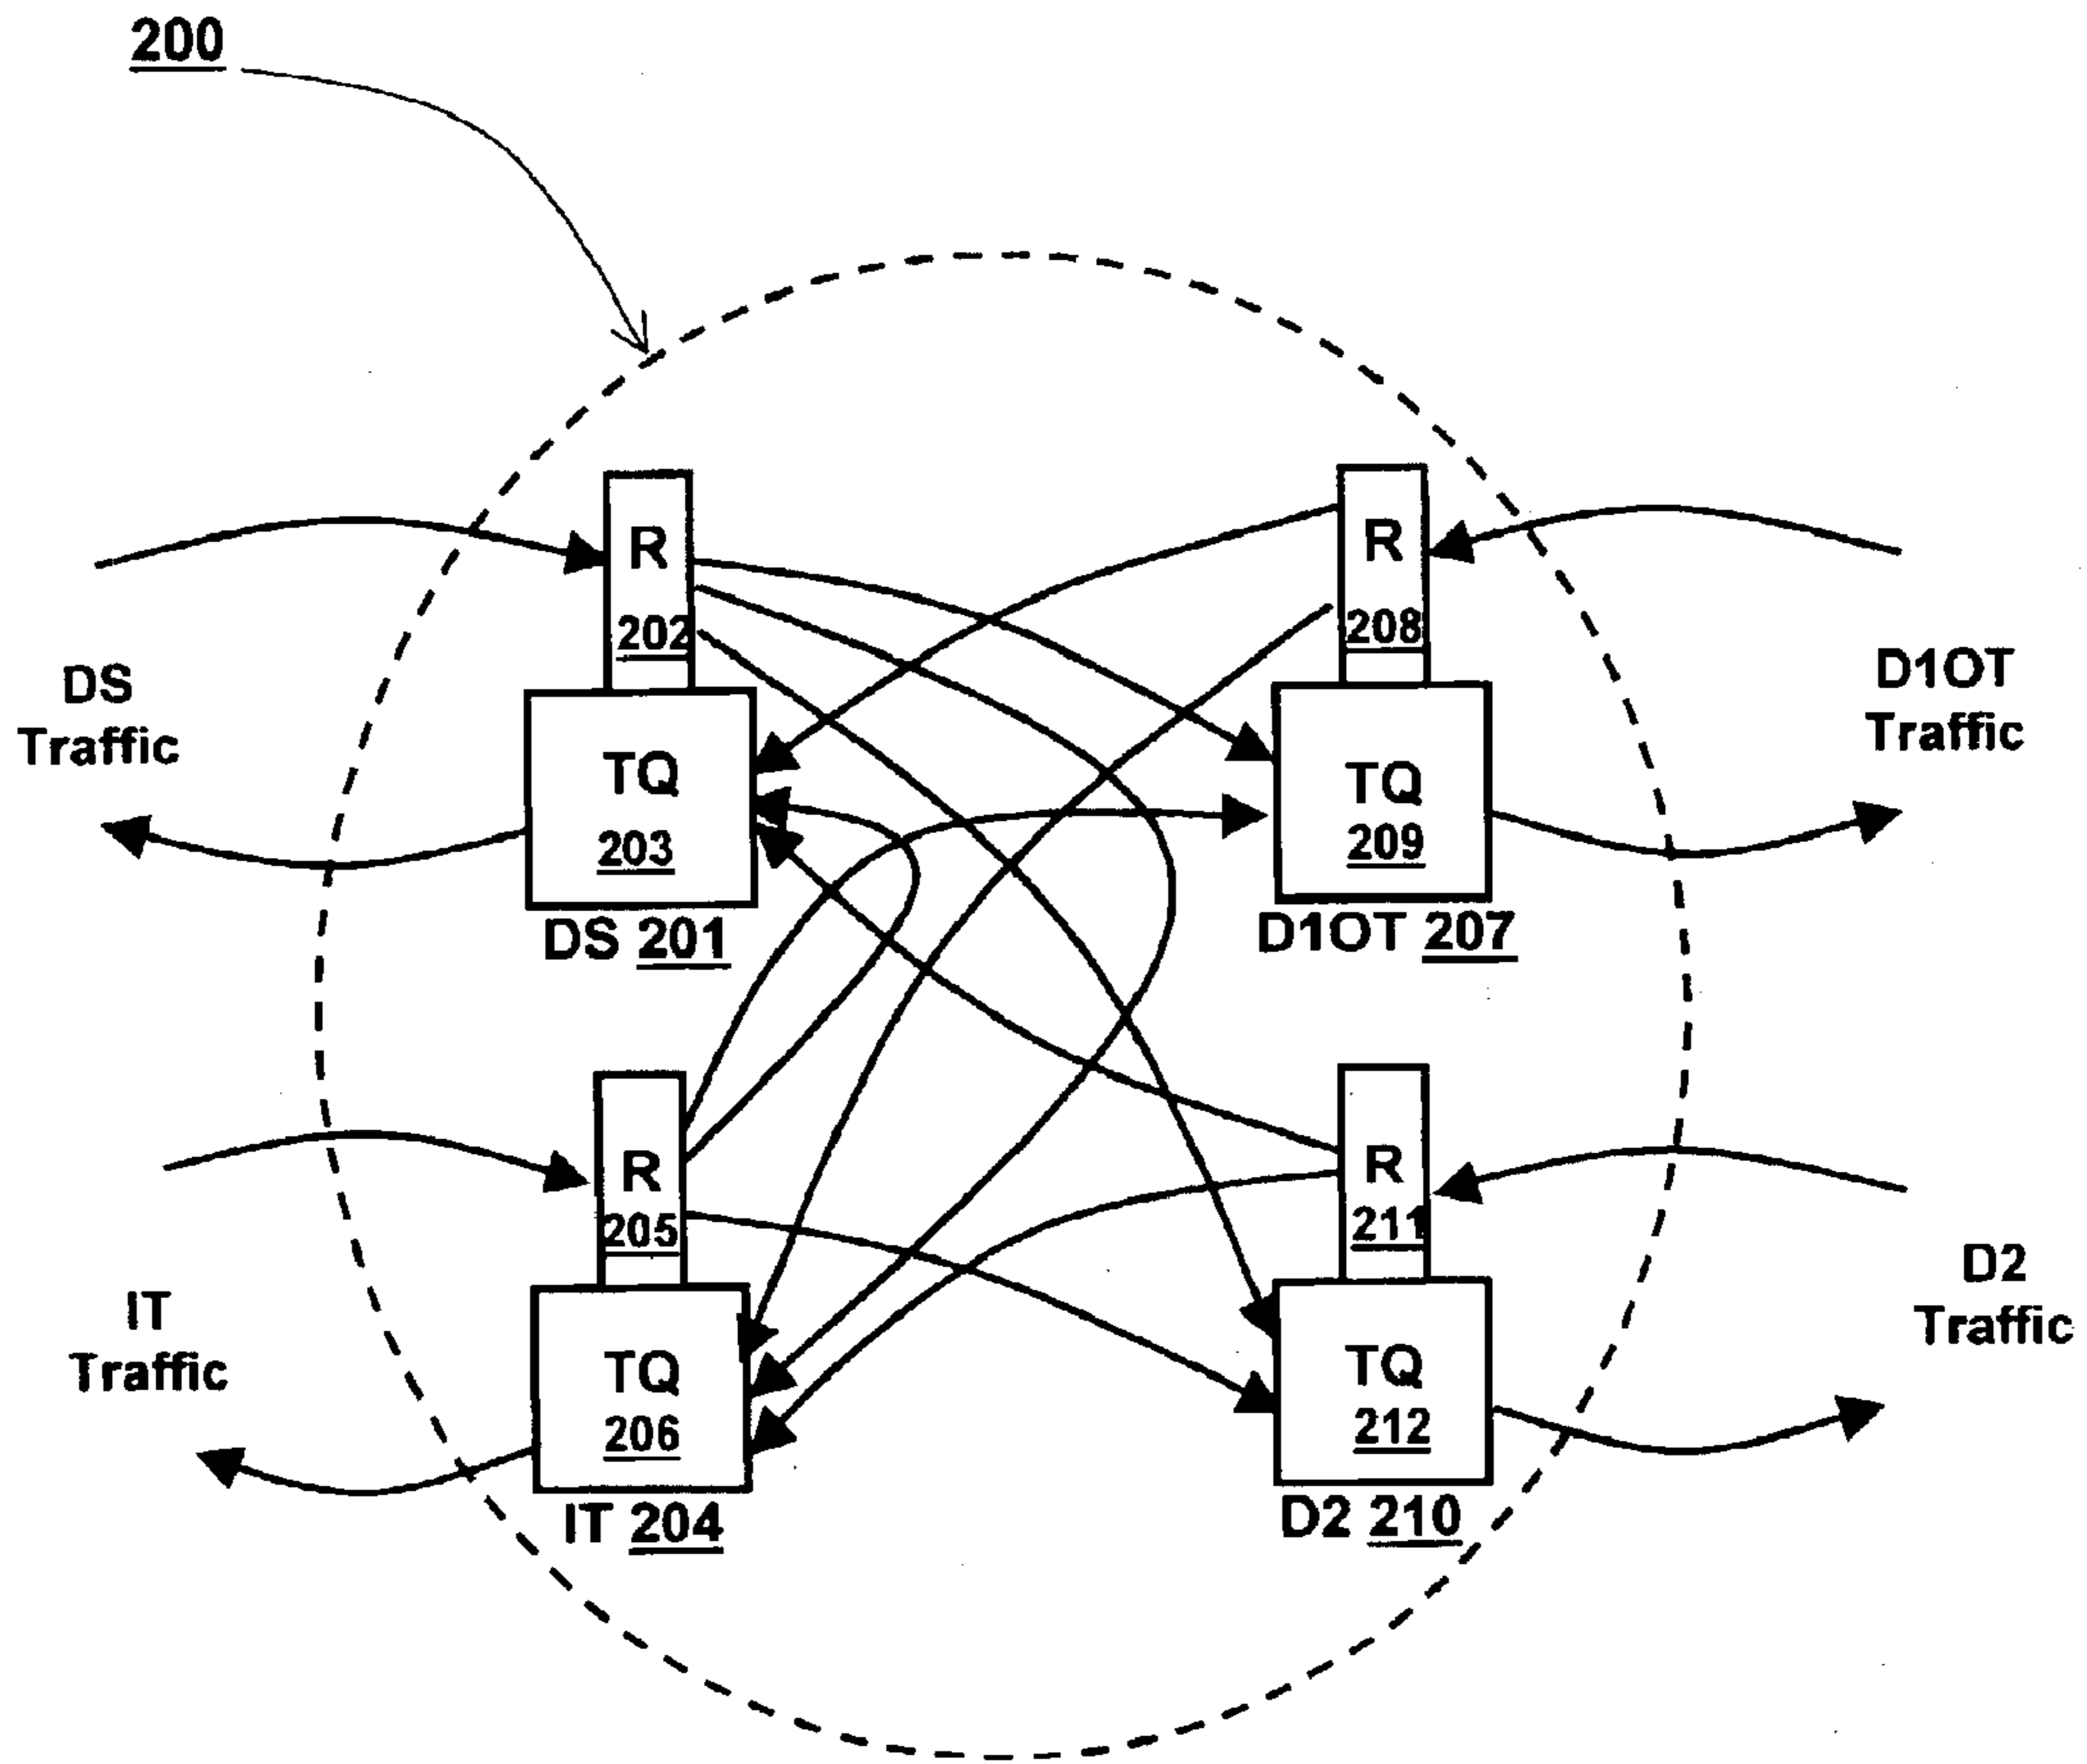 200
R
202
R
208
DS
Traffic
D1OT
Traffic
TQ
203
TQ
209
DS 201
D1OT 207
R
205
R
211
IT
Traffic
D2
Traffic
TQ
206
TQ
212
IT 204
D2 210